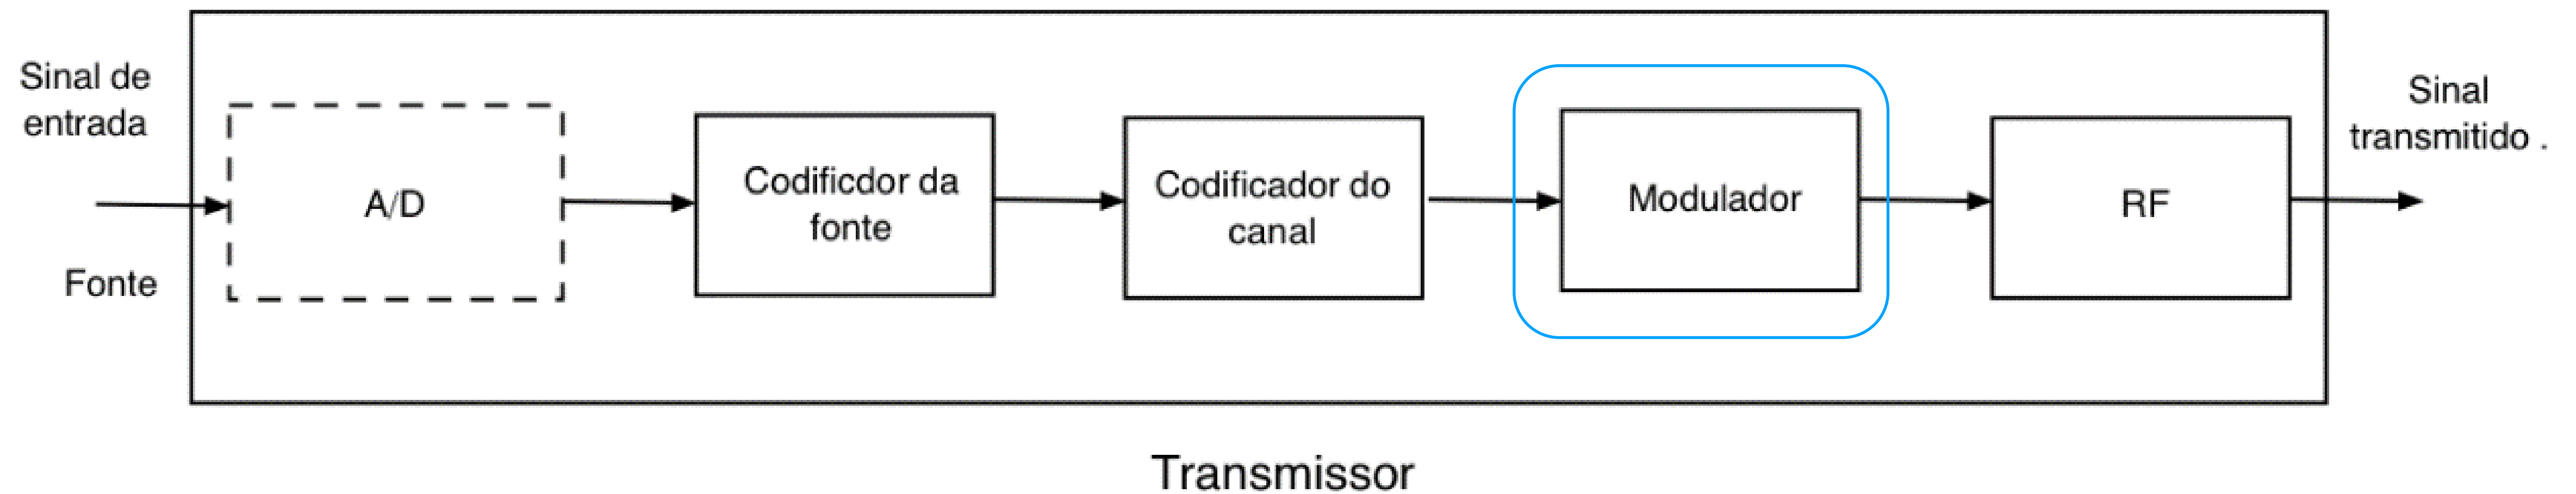 Sinal de
entrada
Fonte
A/D
Codificdor da
fonte
Codificador do
canal
Modulador
RF
Sinal
transmitido .
Transmissor